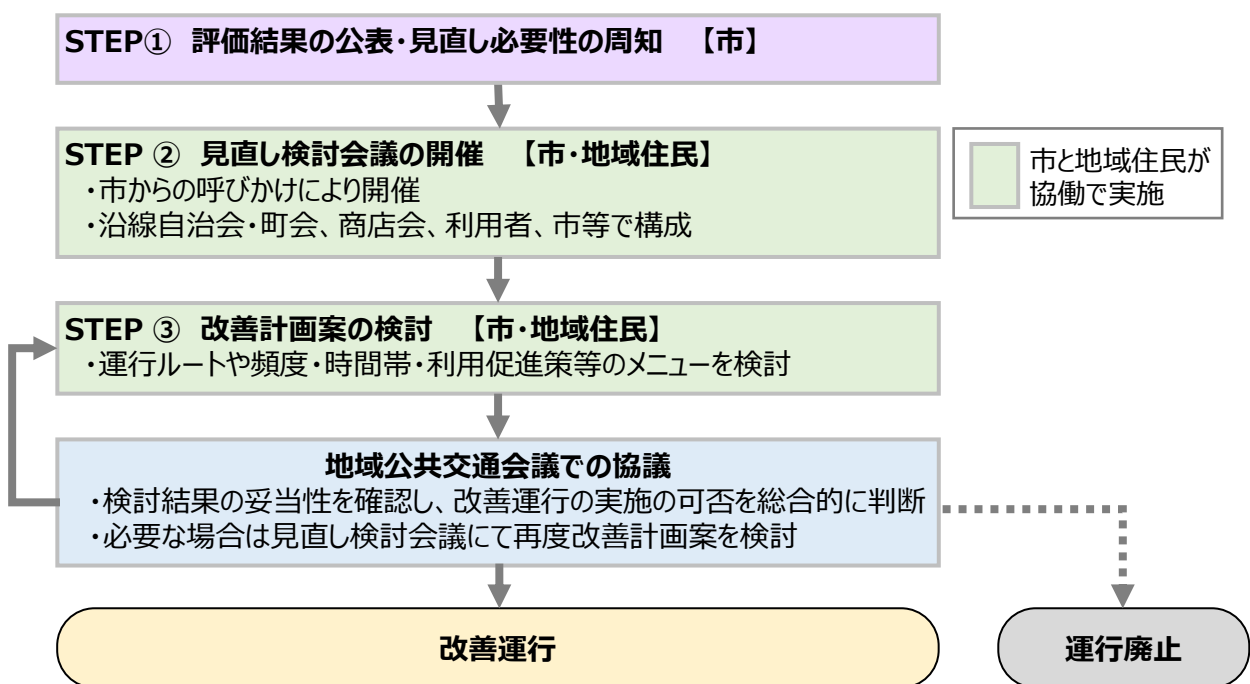 STEP① 評価結果の公表・見直し必要性の周知 【市】
STEP ② 見直し検討会議の開催 【市・地域住民】
・市からの呼びかけにより開催
・沿線自治会・町会、商店会、利用者、市等で構成
市と地域住民が
協働で実施
STEP ③ 改善計画案の検討 【市・地域住民】
・運行ルートや頻度・時間帯・利用促進策等のメニューを検討
地域公共交通会議での協議
・検討結果の妥当性を確認し、改善運行の実施の可否を総合的に判断
・必要な場合は見直し検討会議にて再度改善計画案を検討
改善運行
運行廃止